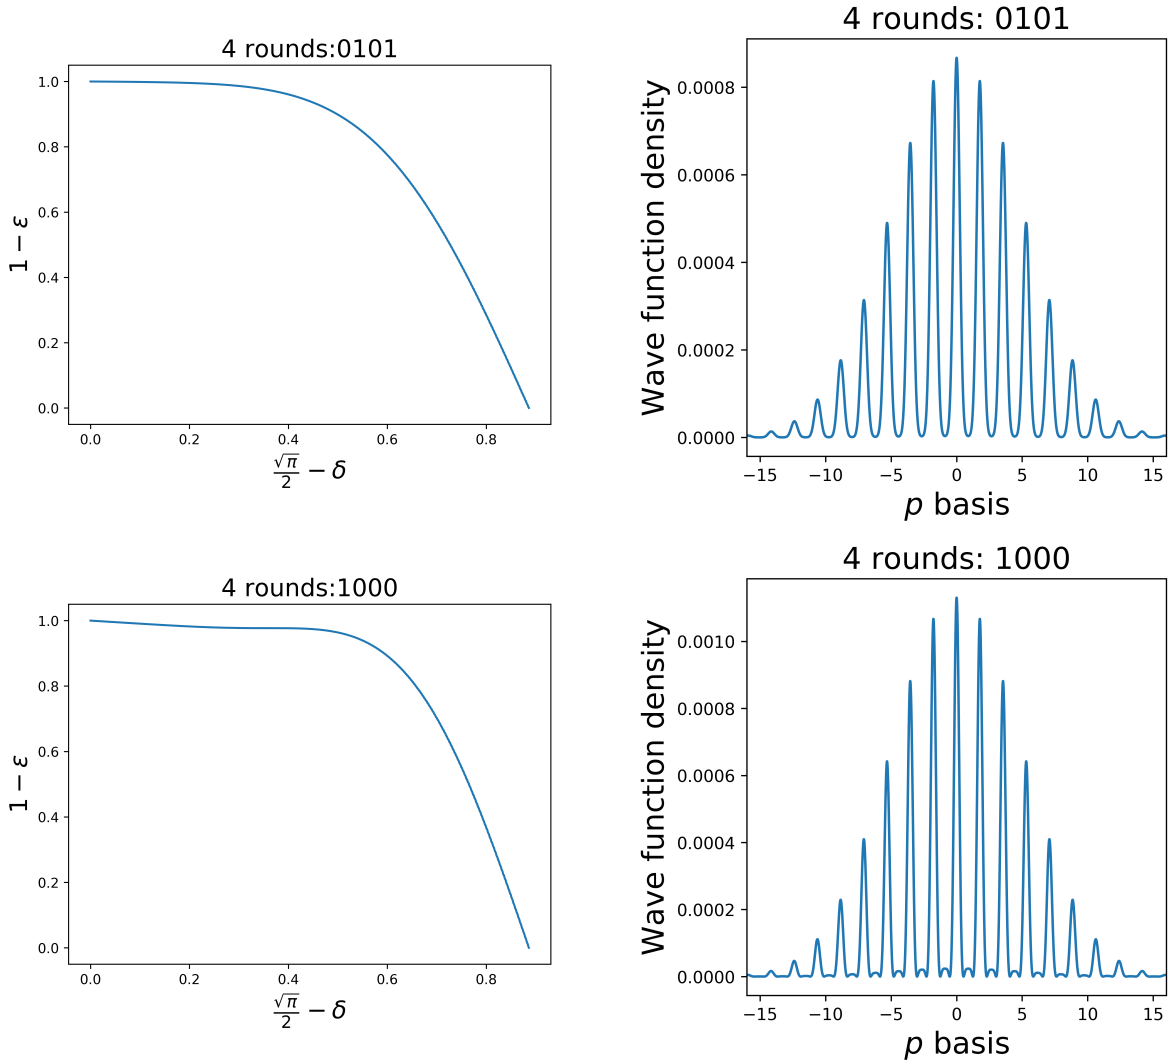 4 rounds:0101
1.0
0.8
0.6
0.4
0.2
0.0
1 − ε
0.0 0.2 0.4 0.6 0.8
√π/2 − δ
4 rounds: 0101
Wave function density
0.0008
0.0006
0.0004
0.0002
0.0000
−15 −10 −5 0 5 10 15
p basis
4 rounds:1000
1.0
0.8
0.6
0.4
0.2
0.0
1 − ε
0.0 0.2 0.4 0.6 0.8
√π/2 − δ
4 rounds: 1000
Wave function density
0.0010
0.0008
0.0006
0.0004
0.0002
0.0000
−15 −10 −5 0 5 10 15
p basis